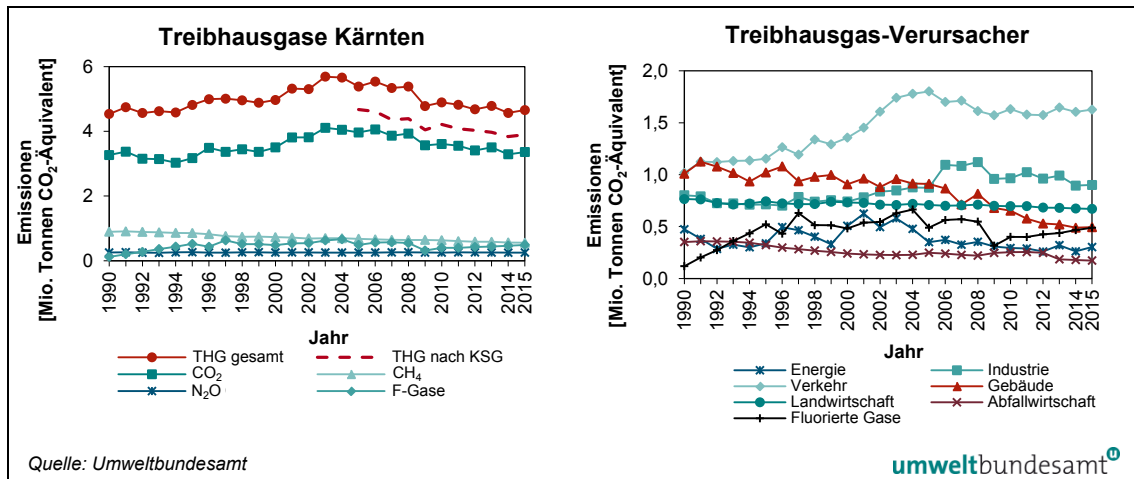 Treibhausgase Kärnten
Emissionen
[Mio. Tonnen CO₂-Äquivalent]
6
4
2
0
1990
1992
1994
1996
1998
2000
2002
2004
2006
2008
2010
2012
2014
2015
Jahr
THG gesamt
THG nach KSG
CO₂
CH₄
N₂O
F-Gase
Treibhausgas-Verursacher
Emissionen
[Mio. Tonnen CO₂-Äquivalent]
2,0
1,5
1,0
0,5
0,0
1990
1992
1994
1996
1998
2000
2002
2004
2006
2008
2010
2012
2014
2015
Jahr
Energie
Industrie
Verkehr
Gebäude
Landwirtschaft
Abfallwirtschaft
Fluorierte Gase
Quelle: Umweltbundesamt
umweltbundesamt
u